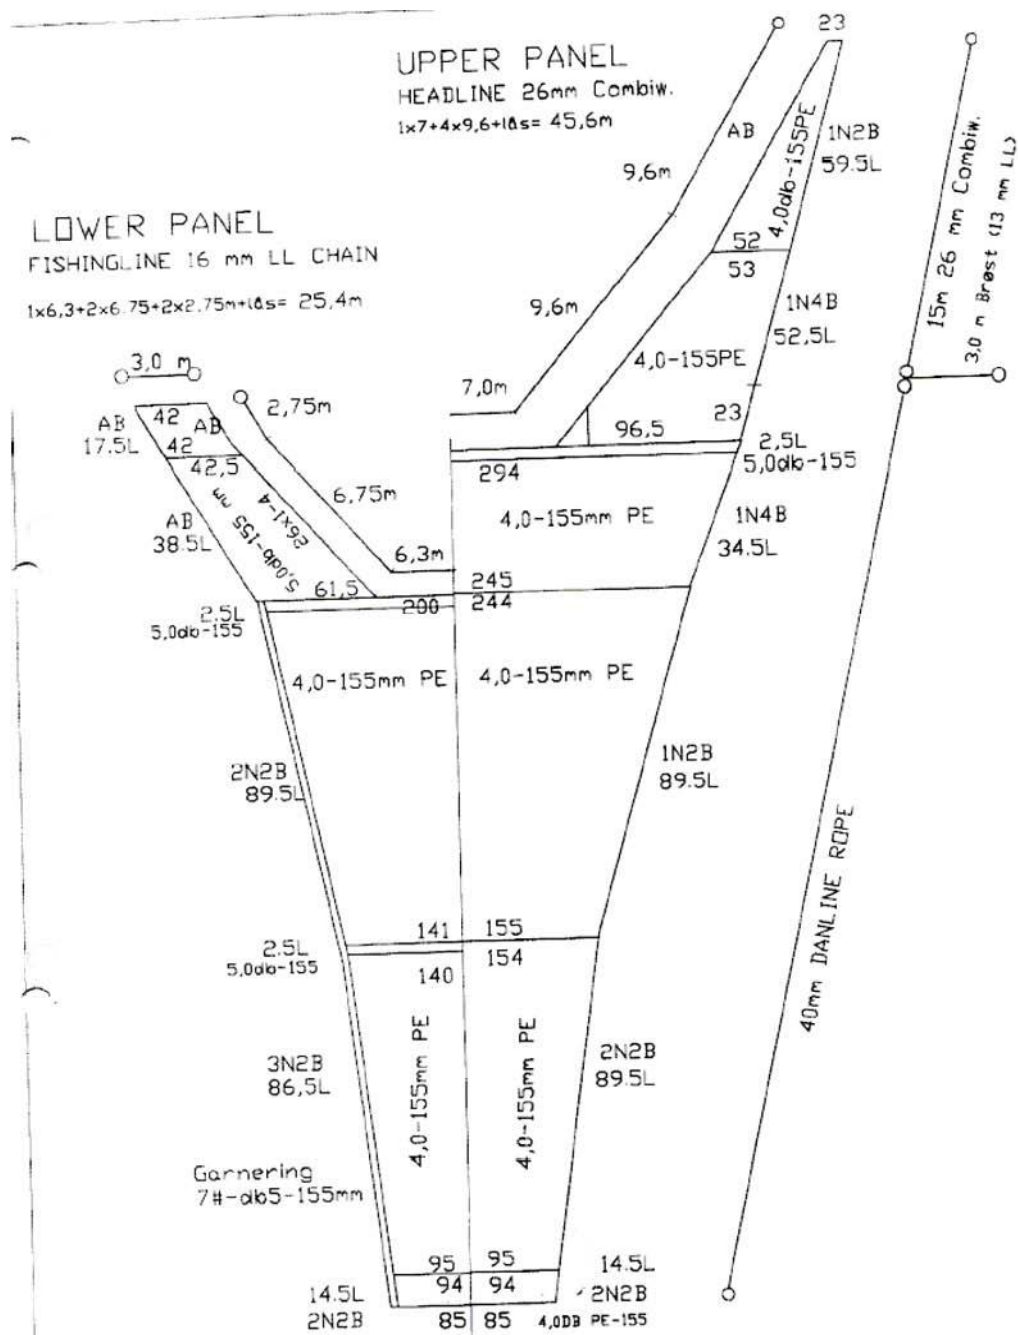 23
UPPER PANEL
HEADLINE 26mm Combiw.
1x7+4x9,6+lås= 45,6m
AB
4,0db-155PE
1N2B
59.5L
9,6m
15m 26 mm Combiw.
3,0 m Brøst (13 mm LL)
LOWER PANEL
FISHINGLINE 16 mm LL CHAIN
1x6,3+2x6.75+2x2.75m+lås= 25,4m
52
53
9,6m
1N4B
52,5L
4,0-155PE
3,0 m
7,0m
2,75m
AB
17.5L
42
AB
42
42,5
96,5
23
2,5L
5,0db-155
294
6,75m
26x1-4
5,0db-155 mm
AB
38.5L
4,0-155mm PE
1N4B
34.5L
6,3m
61,5
245
200
244
2.5L
5,0db-155
4,0-155mm PE
4,0-155mm PE
2N2B
89.5L
1N2B
89.5L
40mm DANLINE ROPE
141
155
2.5L
5,0db-155
140
154
4,0-155mm PE
4,0-155mm PE
3N2B
86,5L
2N2B
89.5L
Garnering
7#-db5-155mm
95
95
14.5L
94
94
14.5L
2N2B
2N2B
85
85
4,0DB PE-155